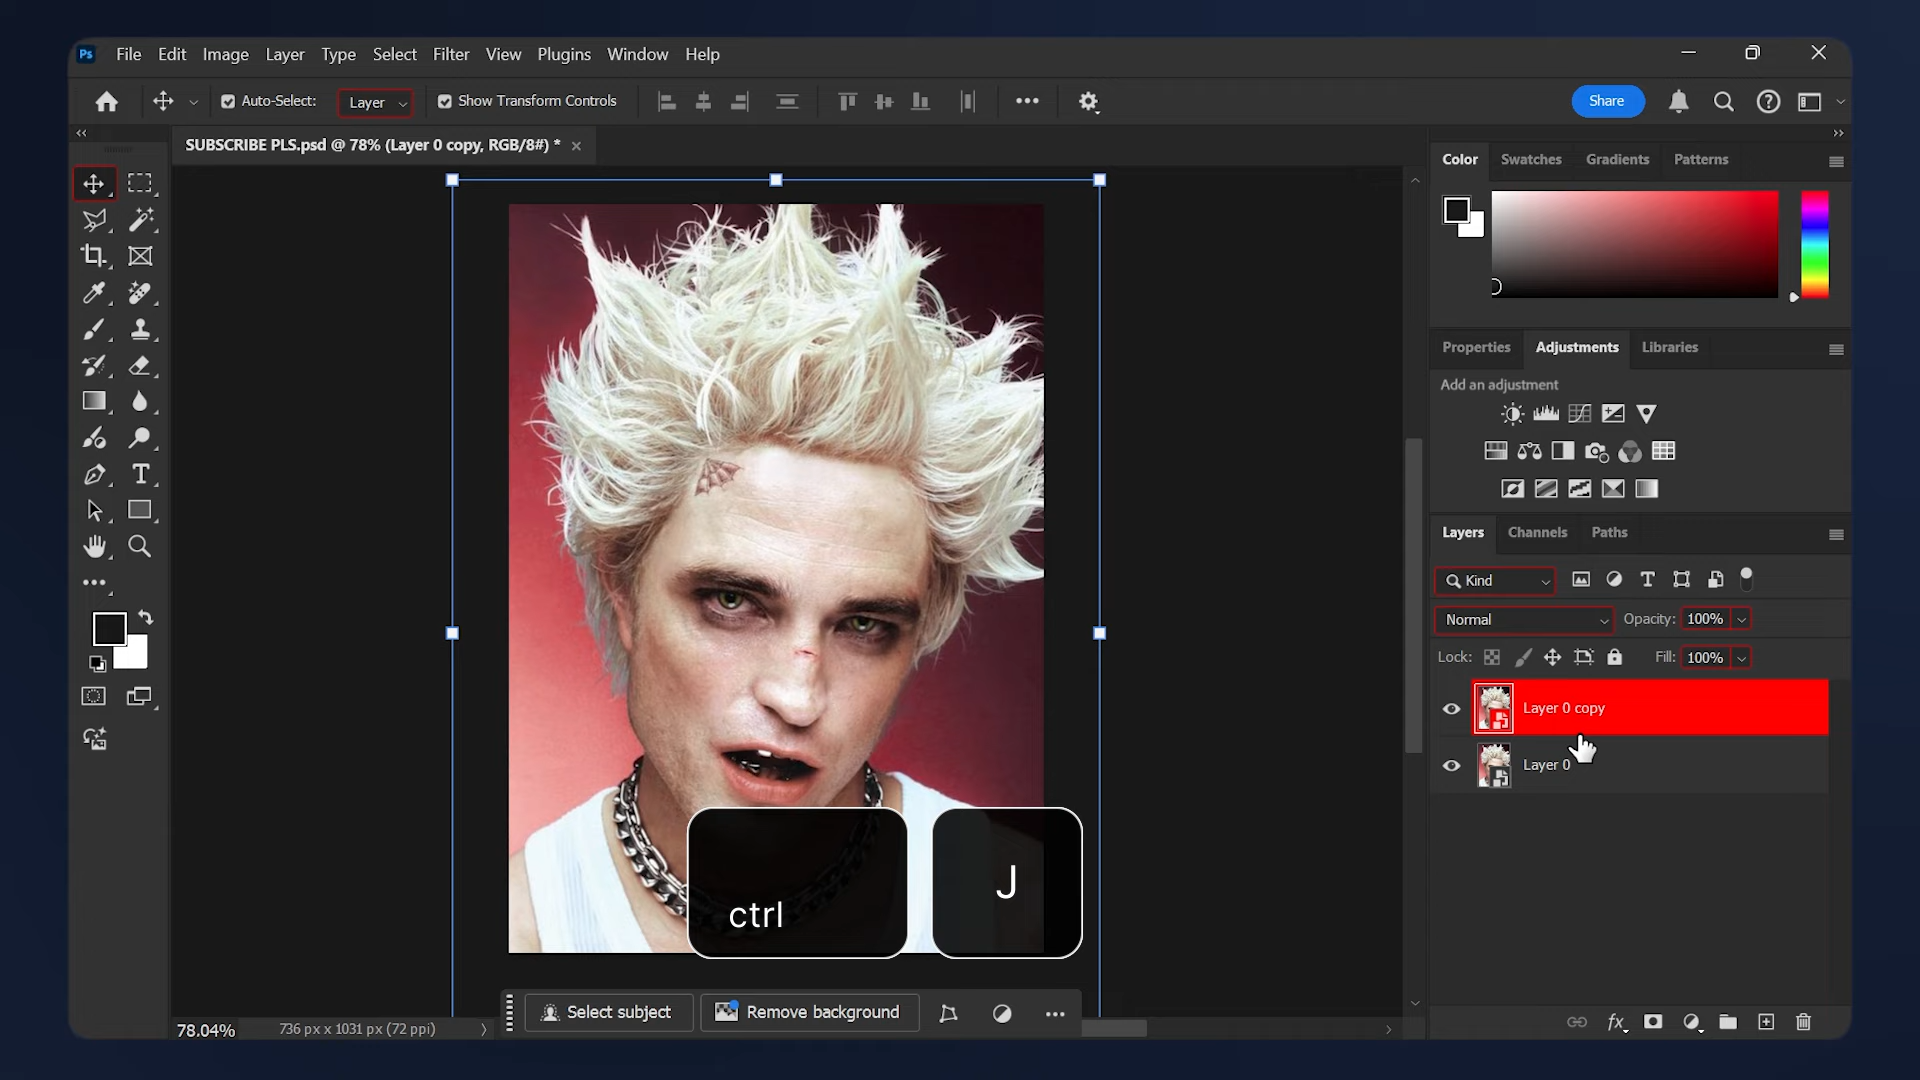 Ps File Edit Image Layer Type Select Filter View Plugins Window Help
Auto-Select: Layer Show Transform Controls Share
SUBSCRIBE PLS.psd @ 78% (Layer 0 copy, RGB/8#) *
Color Swatches Gradients Patterns
Properties Adjustments Libraries
Add an adjustment
Layers Channels Paths
Kind
Normal Opacity: 100%
Lock: Fill: 100%
Layer 0 copy
Layer 0
ctrl J
Select subject Remove background
78.04% 736 px x 1031 px (72 ppi)